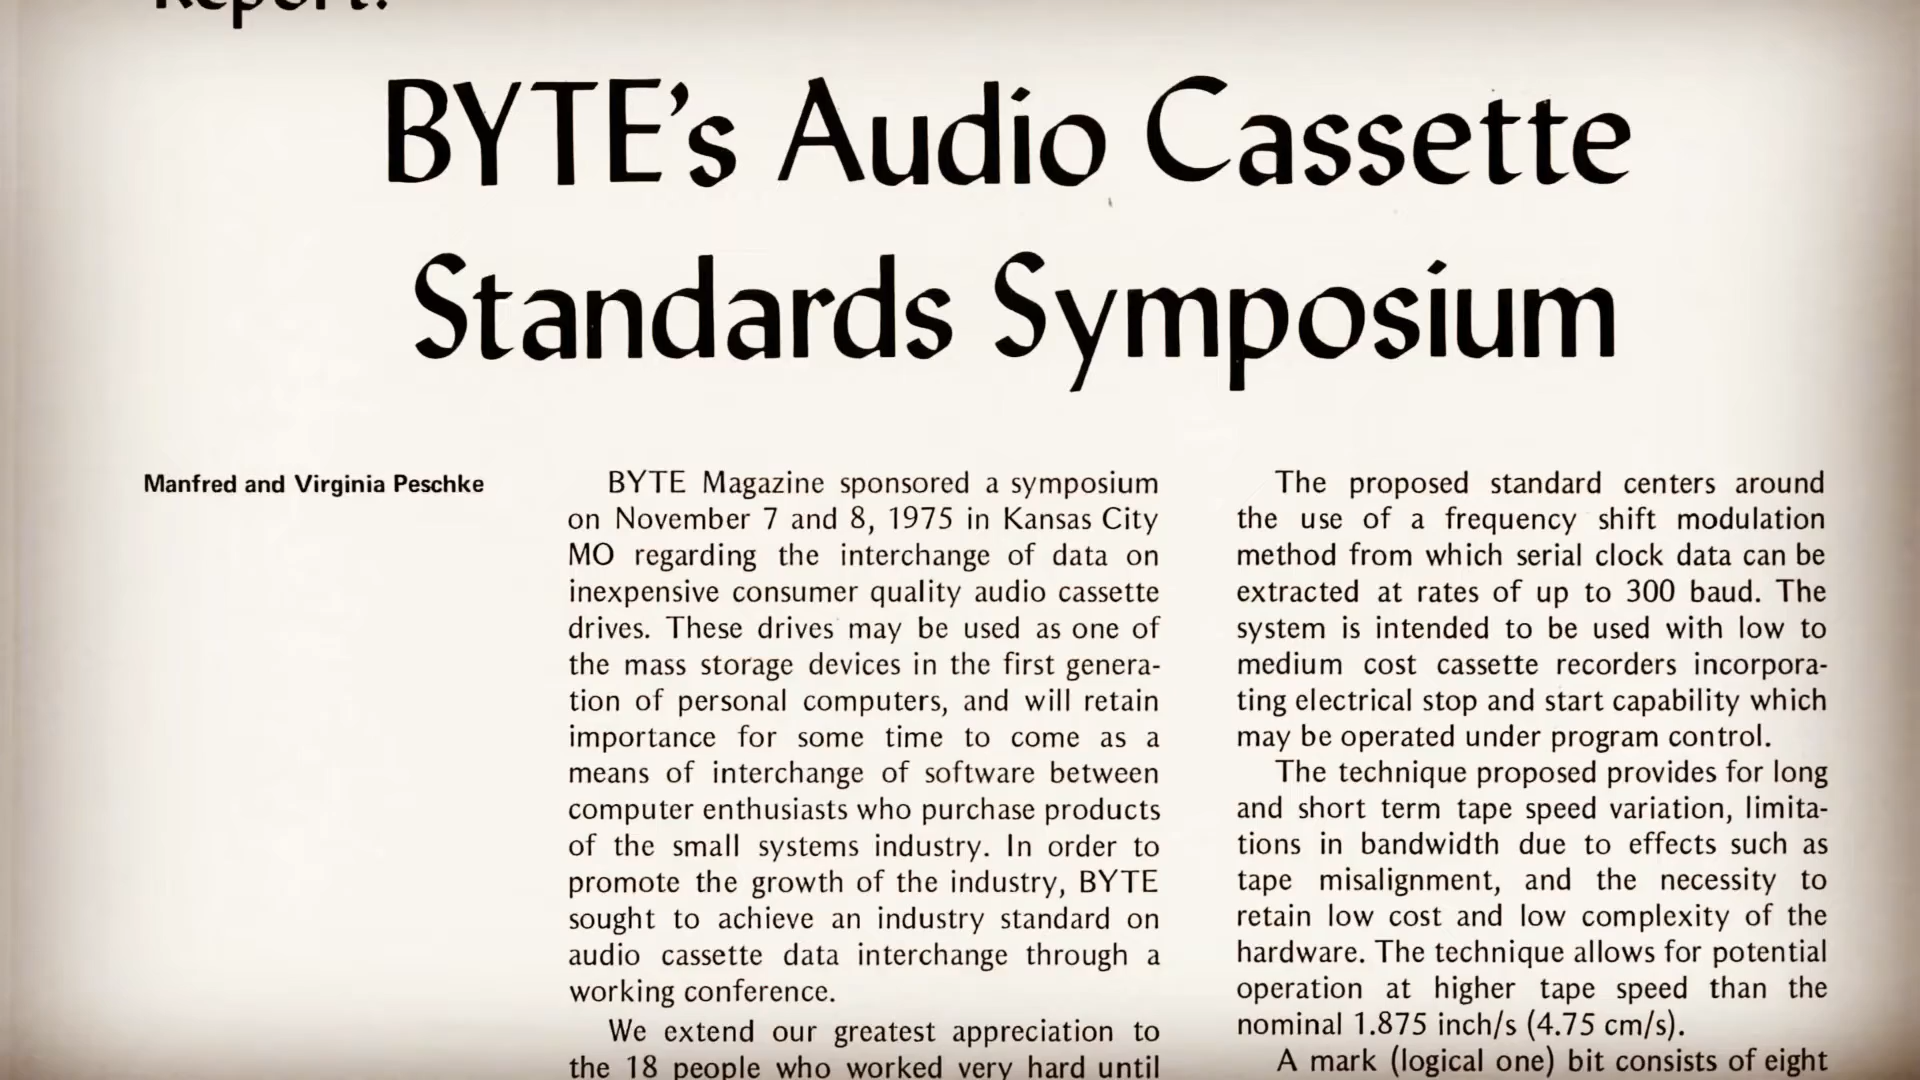 Report:
BYTE's Audio Cassette
Standards Symposium
Manfred and Virginia Peschke
BYTE Magazine sponsored a symposium
on November 7 and 8, 1975 in Kansas City
MO regarding the interchange of data on
inexpensive consumer quality audio cassette
drives. These drives may be used as one of
the mass storage devices in the first genera-
tion of personal computers, and will retain
importance for some time to come as a
means of interchange of software between
computer enthusiasts who purchase products
of the small systems industry. In order to
promote the growth of the industry, BYTE
sought to achieve an industry standard on
audio cassette data interchange through a
working conference.
We extend our greatest appreciation to
the 18 people who worked very hard until
The proposed standard centers around
the use of a frequency shift modulation
method from which serial clock data can be
extracted at rates of up to 300 baud. The
system is intended to be used with low to
medium cost cassette recorders incorpora-
ting electrical stop and start capability which
may be operated under program control.
The technique proposed provides for long
and short term tape speed variation, limita-
tions in bandwidth due to effects such as
tape misalignment, and the necessity to
retain low cost and low complexity of the
hardware. The technique allows for potential
operation at higher tape speed than the
nominal 1.875 inch/s (4.75 cm/s).
A mark (logical one) bit consists of eight